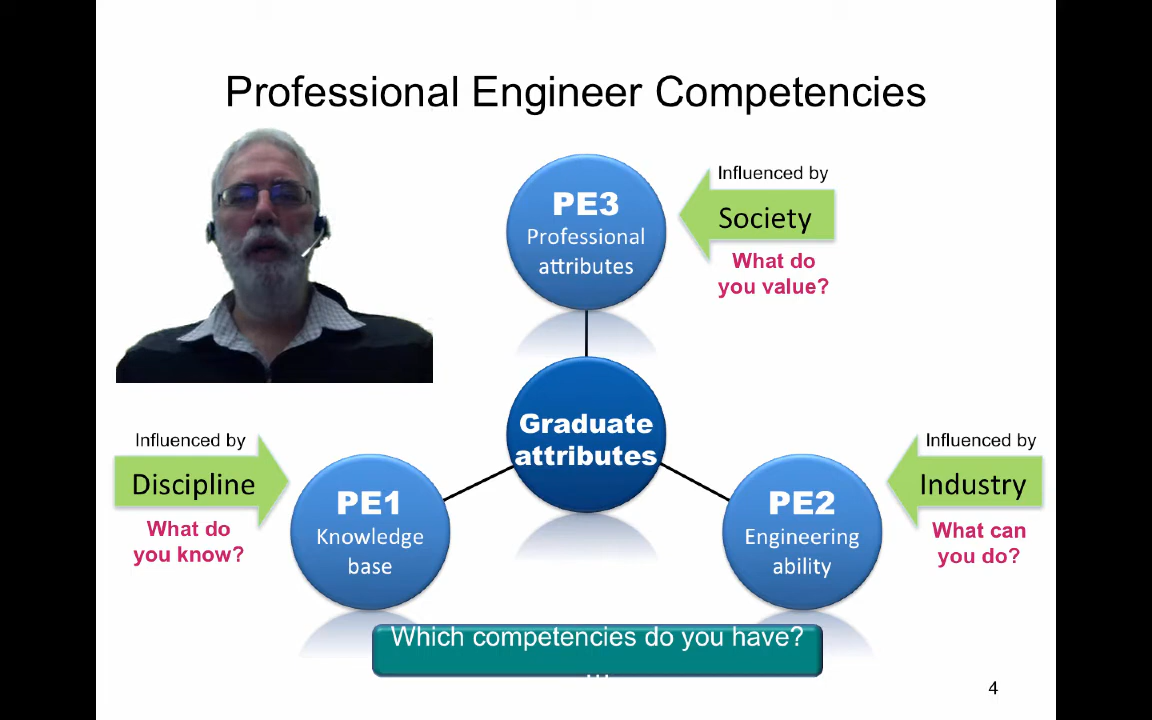 Professional Engineer Competencies
Influenced by
Society
What do
you value?
PE3
Professional
attributes
Graduate
attributes
Influenced by
Discipline
What do
you know?
PE1
Knowledge
base
PE2
Engineering
ability
Influenced by
Industry
What can
you do?
Which competencies do you have?
...
4